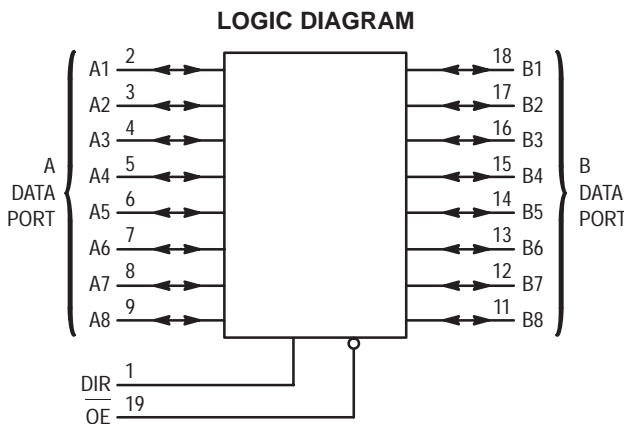 LOGIC DIAGRAM
A1 2 18 B1
A2 3 17 B2
A3 4 16 B3
A
DATA
PORT
A4 5 15 B4
B
DATA
PORT
A5 6 14 B5
A6 7 13 B6
A7 8 12 B7
A8 9 11 B8
DIR 1
OE 19